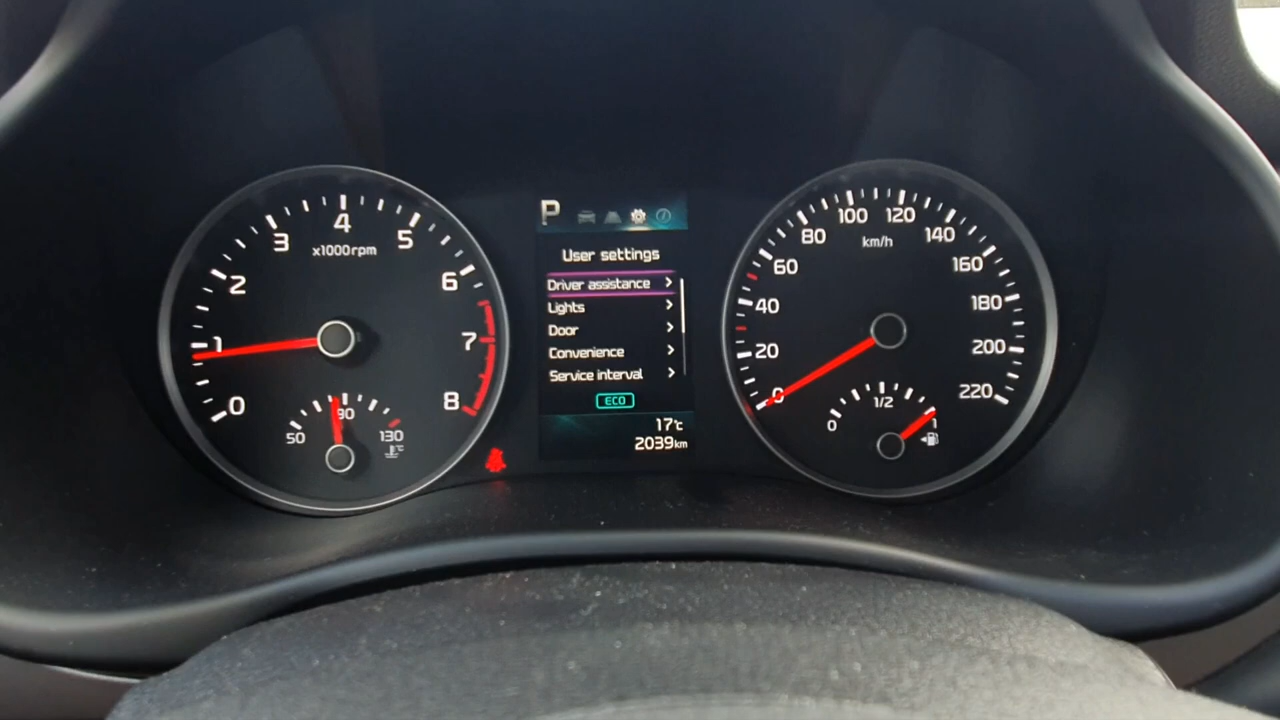 0
1
2
3
4
5
6
7
8
x1000rpm
50
90
130
P
User settings
Driver assistance
Lights
Door
Convenience
Service interval
ECO
17°c
2039km
0
20
40
60
80
100
120
140
160
180
200
220
km/h
0
1/2
1